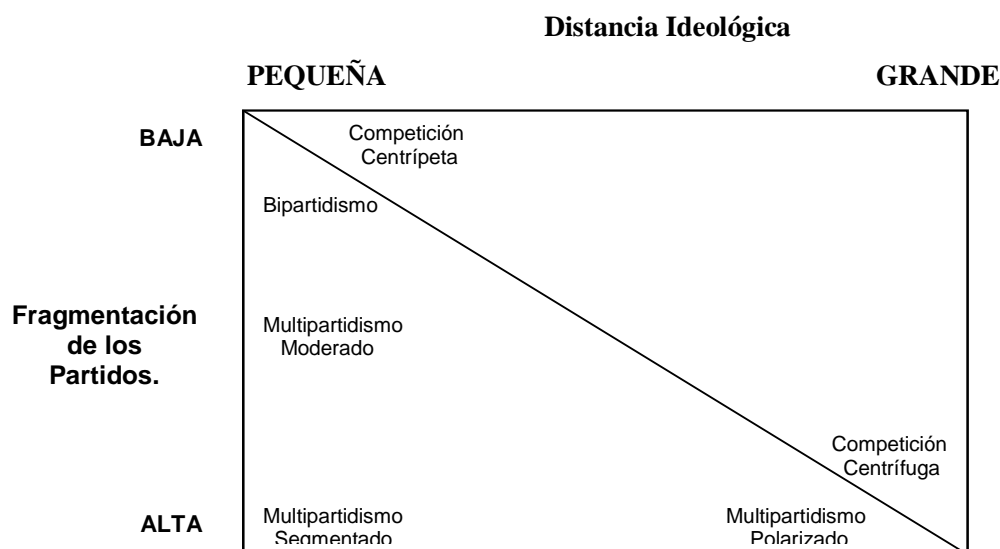 Distancia Ideológica
PEQUEÑA GRANDE
BAJA
Competición
Centrípeta
Bipartidismo
Fragmentación
de los
Partidos.
Multipartidismo
Moderado
Competición
Centrífuga
ALTA
Multipartidismo
Segmentado
Multipartidismo
Polarizado